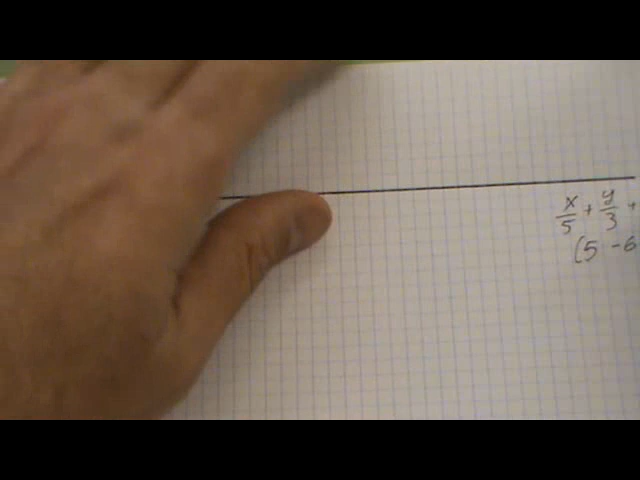 x/5 + y/3 +
(5 -6